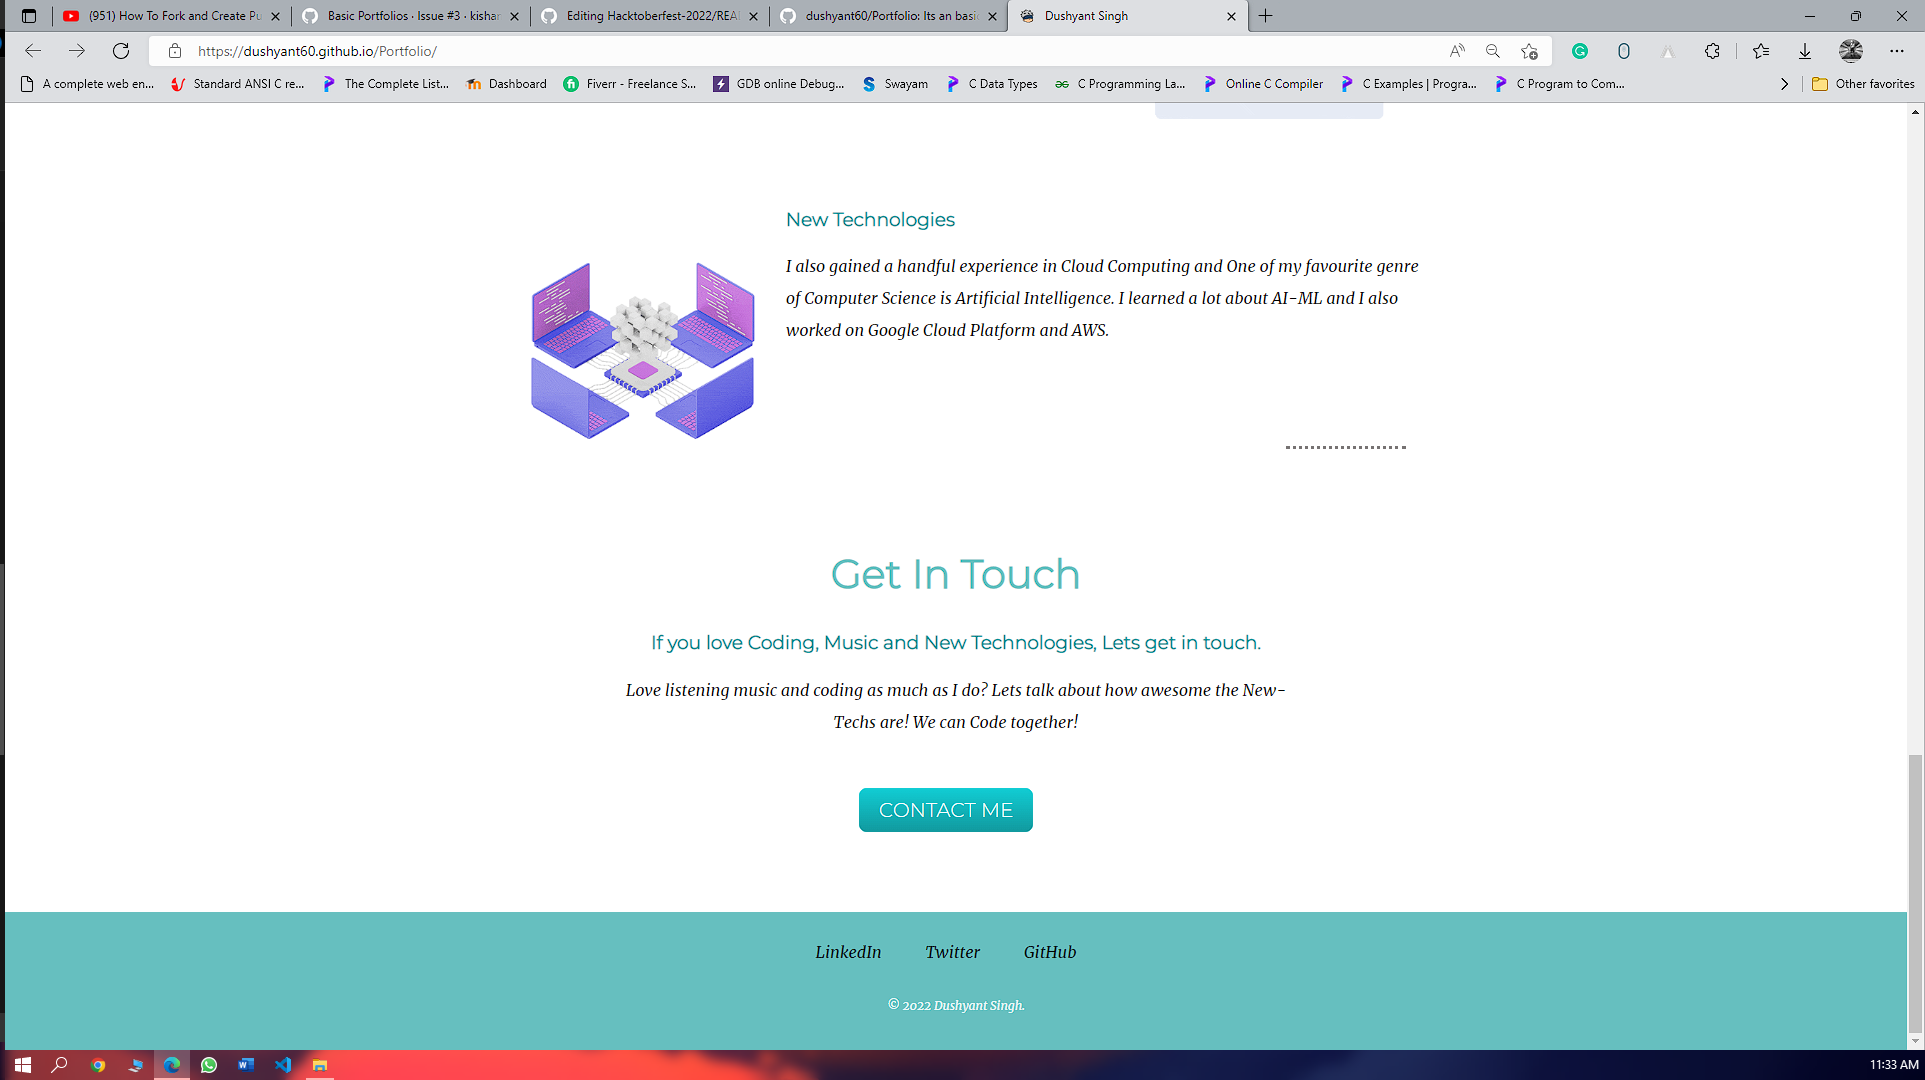 (951) How To Fork and Create Pu
Basic Portfolios · Issue #3 · kishan
Editing Hacktoberfest-2022/REA
dushyant60/Portfolio: Its an basic
Dushyant Singh
https://dushyant60.github.io/Portfolio/
A complete web en...
Standard ANSI C re...
The Complete List...
Dashboard
Fiverr - Freelance S...
GDB online Debug...
Swayam
C Data Types
C Programming La...
Online C Compiler
C Examples | Progra...
C Program to Com...
Other favorites
New Technologies
I also gained a handful experience in Cloud Computing and One of my favourite genre
of Computer Science is Artificial Intelligence. I learned a lot about AI-ML and I also
worked on Google Cloud Platform and AWS.
Get In Touch
If you love Coding, Music and New Technologies, Lets get in touch.
Love listening music and coding as much as I do? Lets talk about how awesome the New-
Techs are! We can Code together!
CONTACT ME
LinkedIn Twitter GitHub
© 2022 Dushyant Singh.
11:33 AM